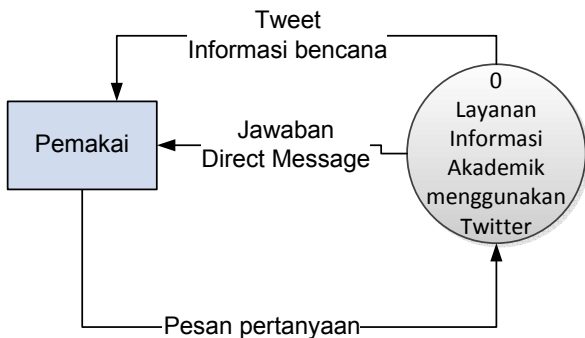 Tweet
Informasi bencana
Pemakai
Jawaban
Direct Message
0
Layanan
Informasi
Akademik
menggunakan
Twitter
Pesan pertanyaan